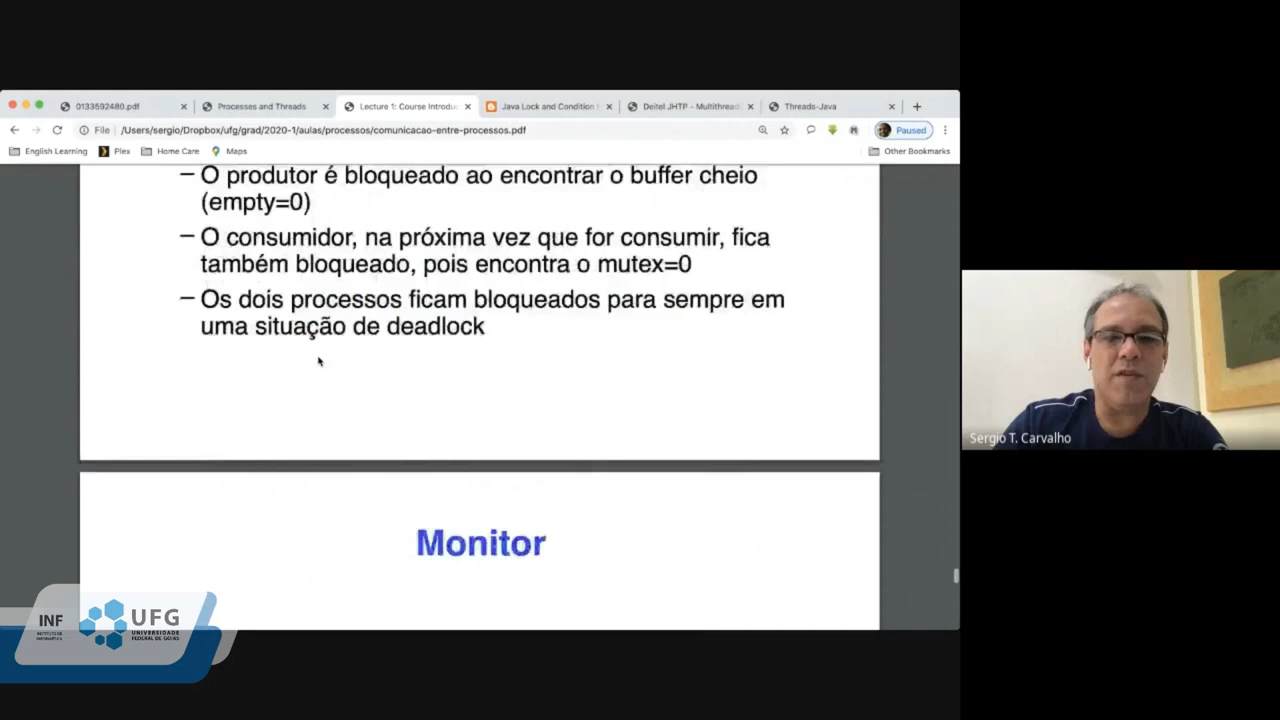 0133592480.pdf
Processes and Threads
Lecture 1: Course Introduc
Java Lock and Condition
Deitel JHTP - Multithread
Threads-Java
File
/Users/sergio/Dropbox/ufg/grad/2020-1/aulas/processos/comunicacao-entre-processos.pdf
Paused
English Learning
Plex
Home Care
Maps
Other Bookmarks
– O produtor é bloqueado ao encontrar o buffer cheio
(empty=0)
– O consumidor, na próxima vez que for consumir, fica
também bloqueado, pois encontra o mutex=0
– Os dois processos ficam bloqueados para sempre em
uma situação de deadlock
Monitor
Sergio T. Carvalho
INF
INSTITUTO DE
INFORMÁTICA
UFG
UNIVERSIDADE
FEDERAL DE GOIÁS